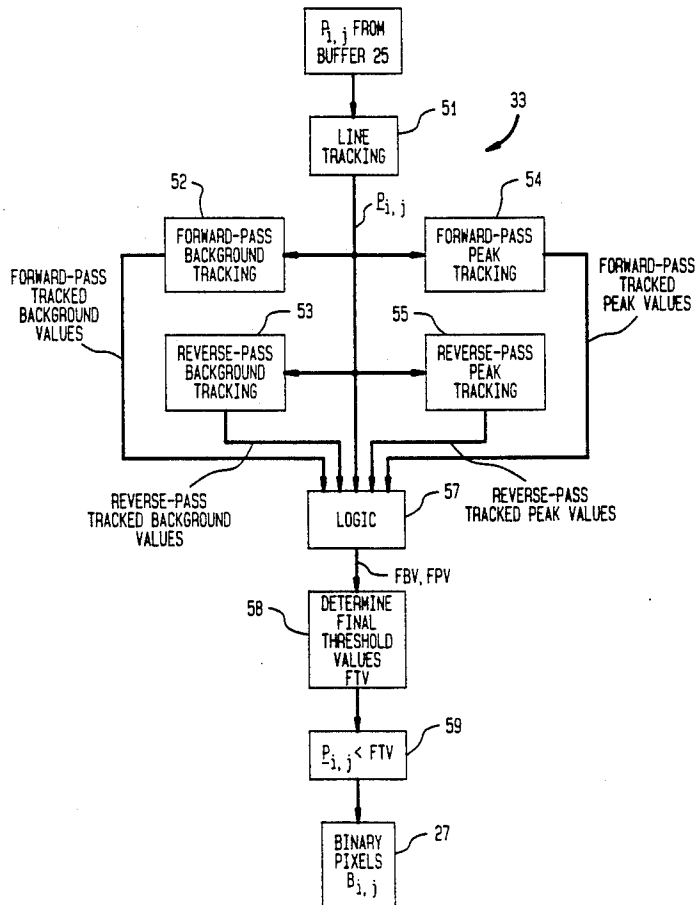 P i, j FROM
BUFFER 25
51
LINE
TRACKING
33
P i, j
52
54
FORWARD-PASS
BACKGROUND
TRACKING
FORWARD-PASS
PEAK
TRACKING
FORWARD-PASS
TRACKED
BACKGROUND
VALUES
FORWARD-PASS
TRACKED
PEAK VALUES
53
55
REVERSE-PASS
BACKGROUND
TRACKING
REVERSE-PASS
PEAK
TRACKING
REVERSE-PASS
TRACKED BACKGROUND
VALUES
REVERSE-PASS
TRACKED PEAK VALUES
57
LOGIC
FBV, FPV
58
DETERMINE
FINAL
THRESHOLD
VALUES
FTV
59
P i, j < FTV
27
BINARY
PIXELS
B i, j